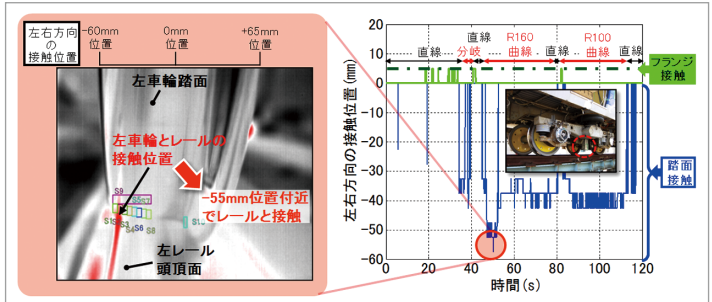 左右方向
の
接触位置
-60mm
位置
0mm
位置
+65mm
位置
左車輪踏面
左車輪とレールの
接触位置
-55mm位置付近
でレールと接触
S9
S6
S8
左レール
頭頂面
左右方向の接触位置(mm)
20
10
0
-10
-20
-30
-40
-50
-60
0
20
40
60
80
100
120
時間(s)
直線
直線
分岐
R160
曲線
直線
R100
曲線
直線
フランジ
接触
踏面
接触